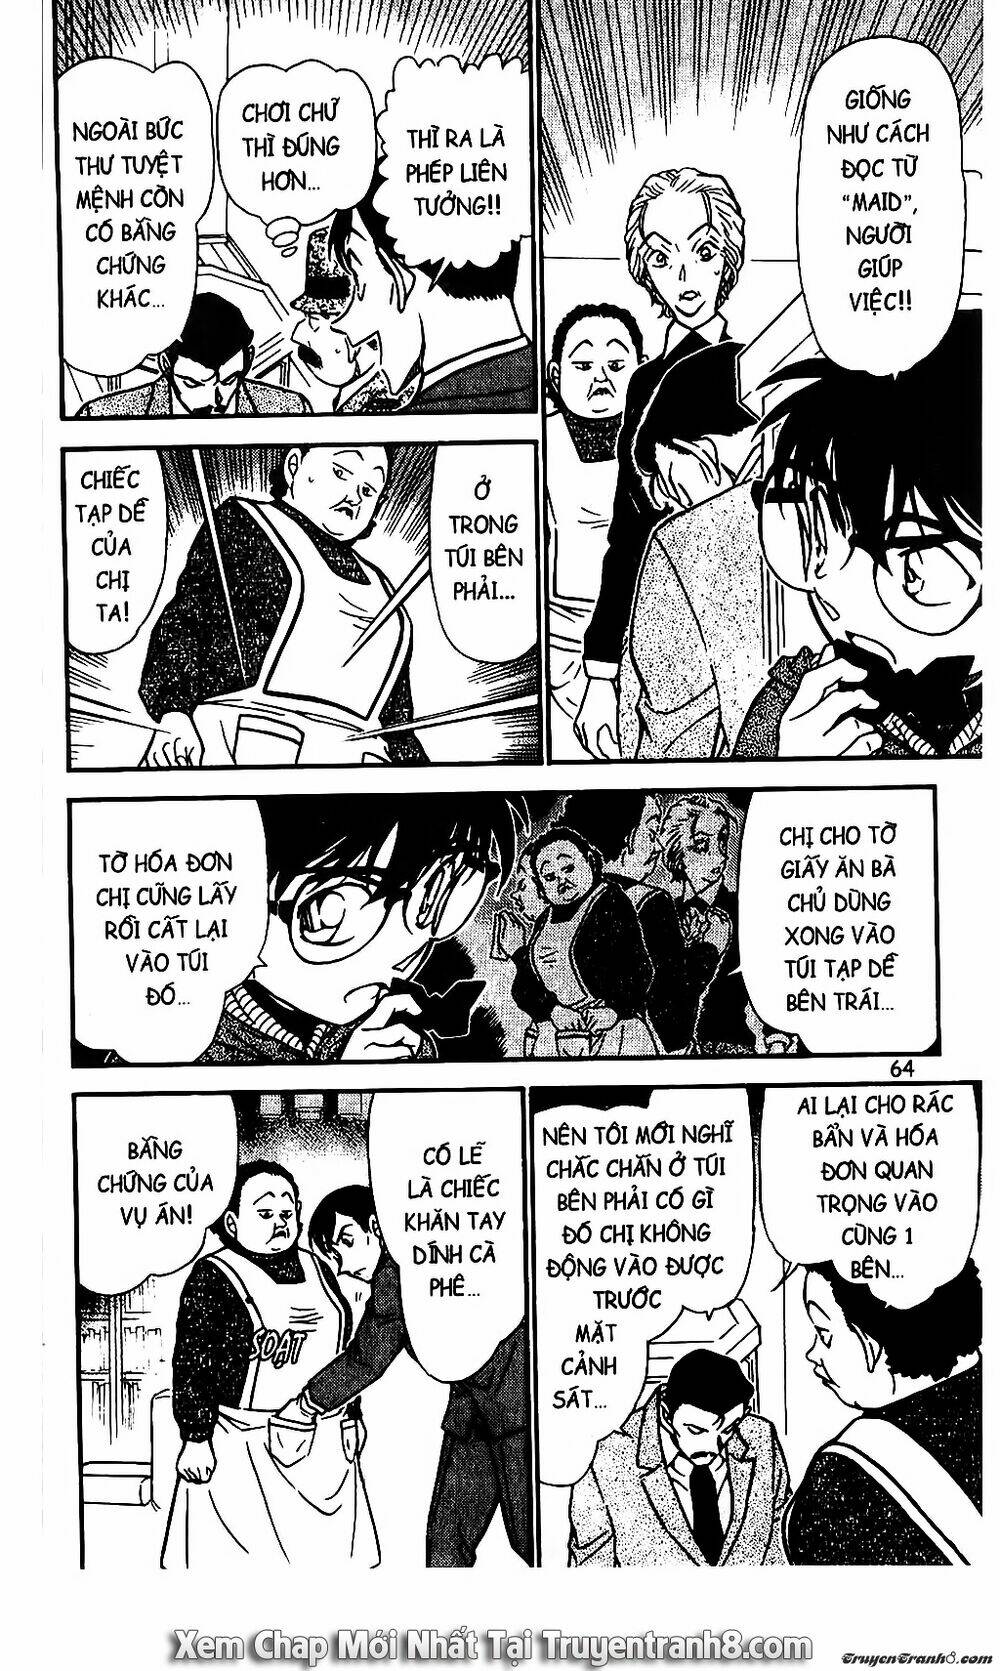 GIỐNG
NHƯ CÁCH
ĐỌC TỪ
“MAID”,
NGƯỜI
GIÚP
VIỆC!!
THÌ RA LÀ
PHÉP LIÊN
TƯỞNG!!
CHƠI CHỮ
THÌ ĐÚNG
HƠN...
NGOÀI BỨC
THƯ TUYỆT
MỆNH CÒN
CÓ BẰNG
CHỨNG
KHÁC...
Ở
TRONG
TÚI BÊN
PHẢI...
CHIẾC
TẠP DỀ
CỦA
CHỊ
TA!
CHỊ CHO TỜ
GIẤY ĂN BÀ
CHỦ DÙNG
XONG VÀO
TÚI TẠP DỀ
BÊN TRÁI...
TỜ HÓA ĐƠN
CHỊ CŨNG LẤY
RỒI CẤT LẠI
VÀO TÚI
ĐÓ...
64
AI LẠI CHO RÁC
BẨN VÀ HÓA
ĐƠN QUAN
TRỌNG VÀO
CÙNG 1
BÊN...
NÊN TÔI MỚI NGHĨ
CHẮC CHẮN Ở TÚI
BÊN PHẢI CÓ GÌ
ĐÓ CHỊ KHÔNG
ĐỘNG VÀO ĐƯỢC
TRƯỚC
MẶT
CẢNH
SÁT...
CÓ LẼ
LÀ CHIẾC
KHĂN TAY
DÍNH CÀ
PHÊ...
BẰNG
CHỨNG CỦA
VỤ ÁN!
SOẠT
Xem Chap Mới Nhất Tại Truyentranh8.com
TruyenTranh8.com